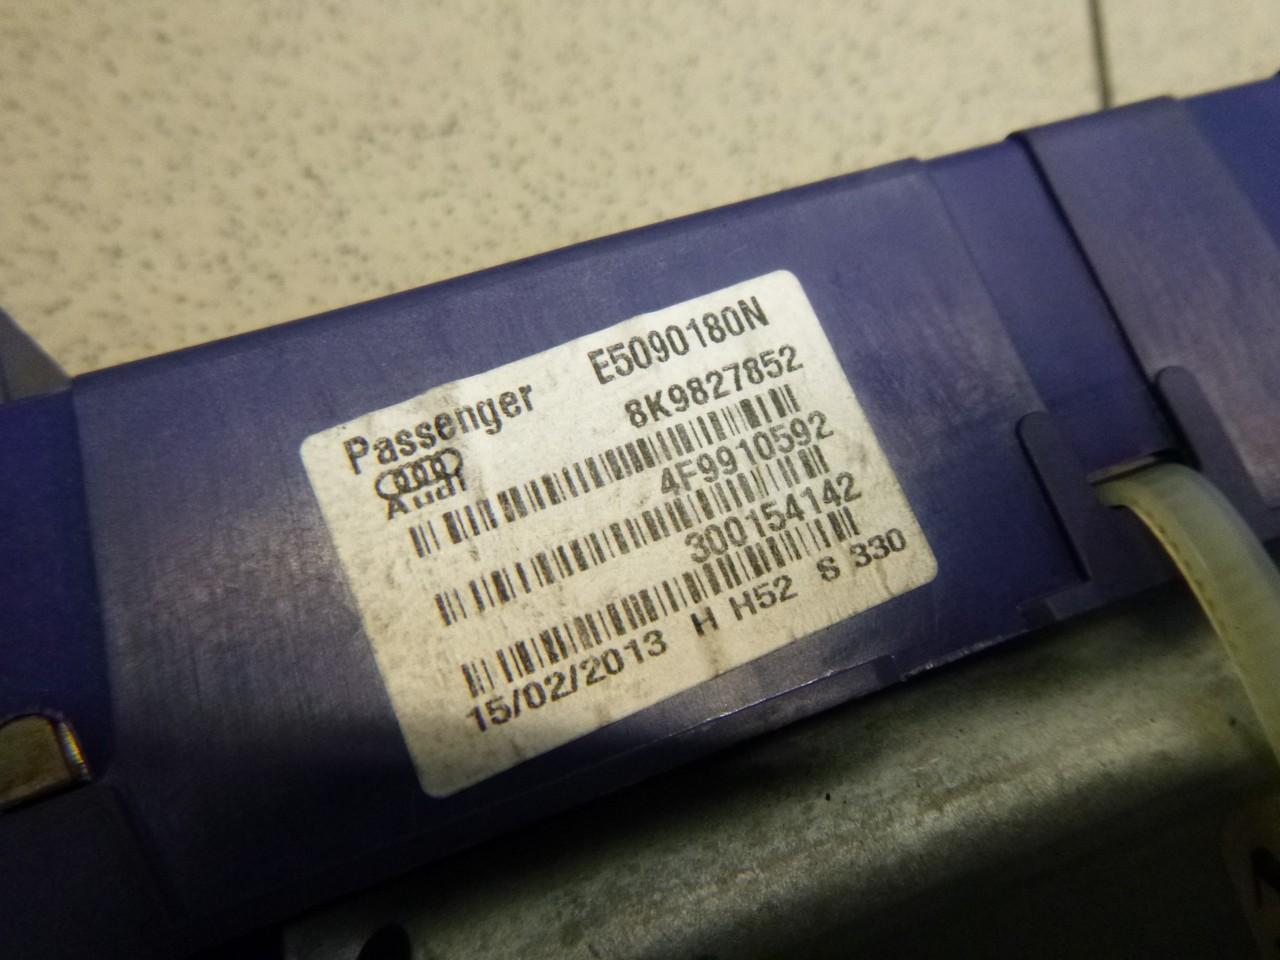 Passenger E5090180N
Audi 8K9827852
4F9910592
300154142
15/02/2013 H H52 S 330